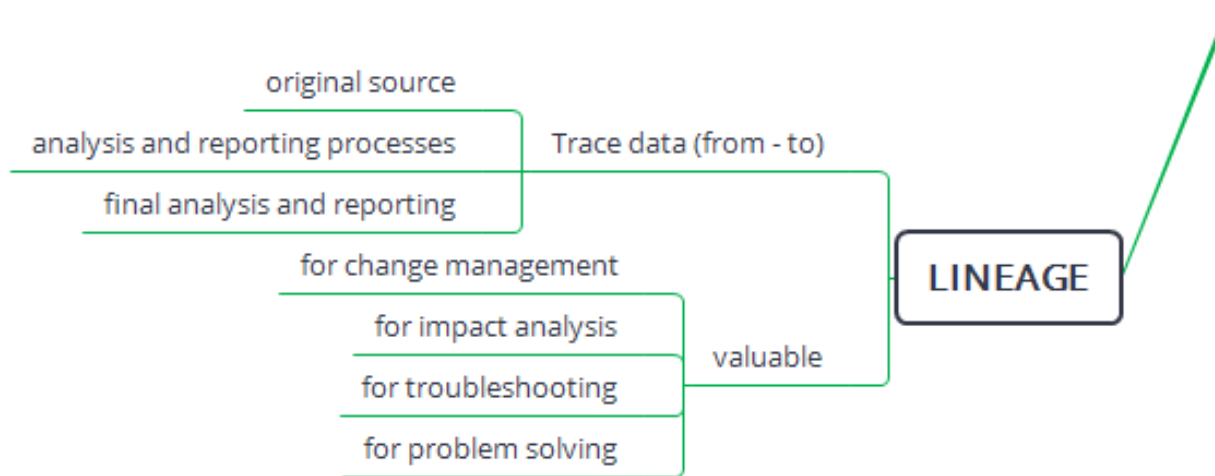 original source
analysis and reporting processes
Trace data (from - to)
final analysis and reporting
for change management
LINEAGE
for impact analysis
valuable
for troubleshooting
for problem solving